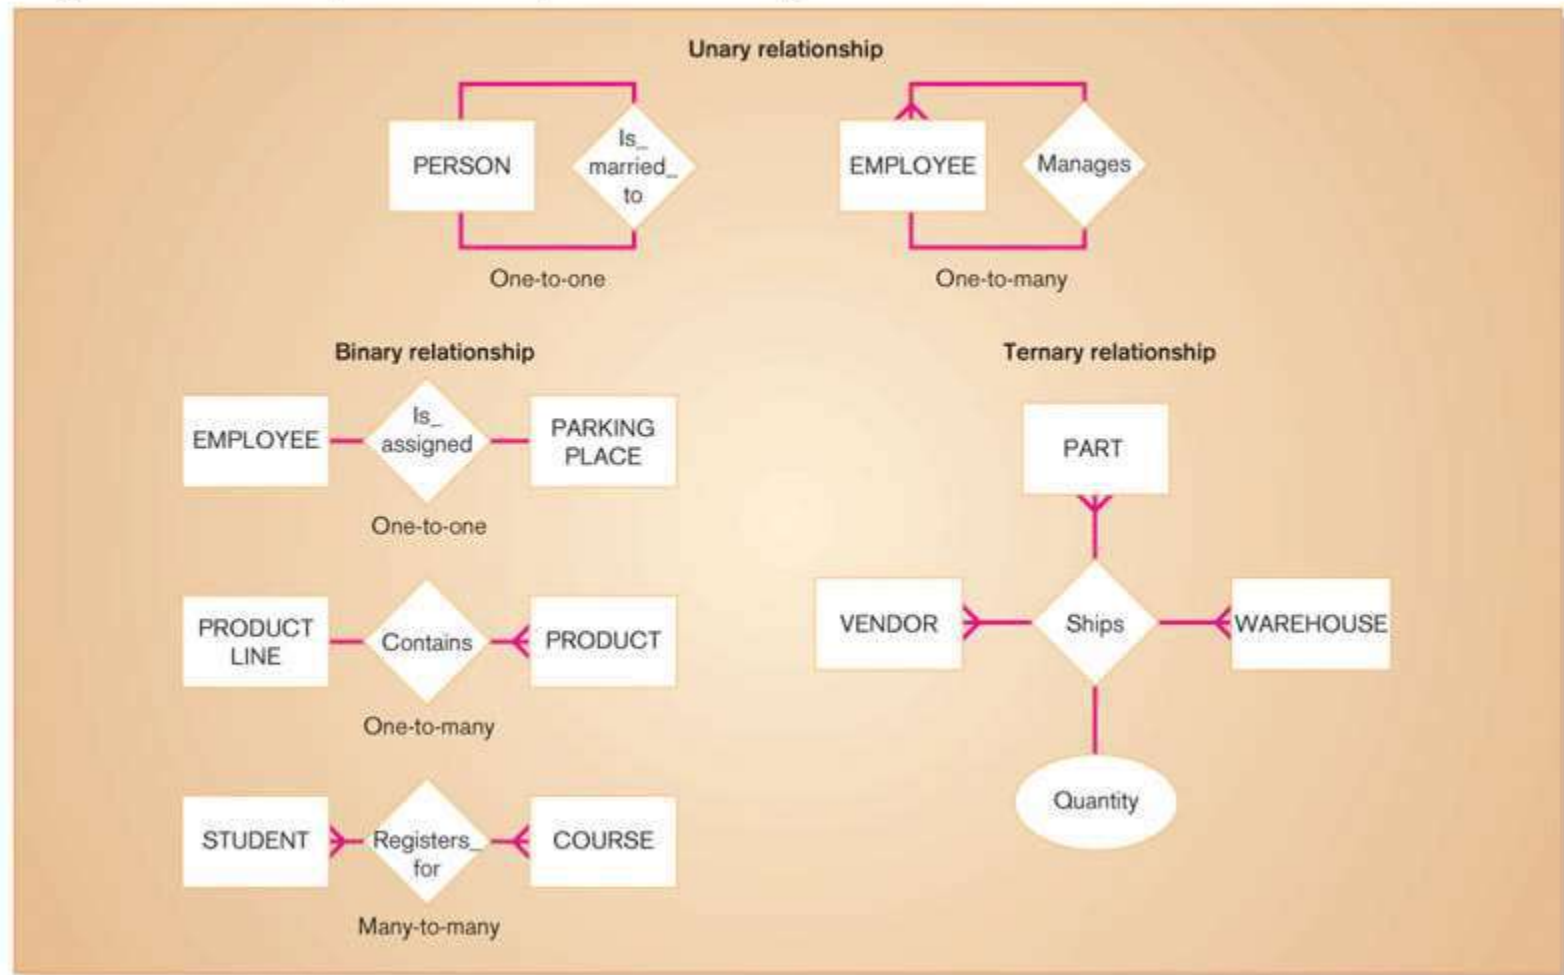 Unary relationship
PERSON
Is_
married_
to
One-to-one
EMPLOYEE
Manages
One-to-many
Binary relationship
EMPLOYEE
Is_
assigned
PARKING
PLACE
One-to-one
PRODUCT
LINE
Contains
PRODUCT
One-to-many
STUDENT
Registers_
for
COURSE
Many-to-many
Ternary relationship
PART
VENDOR
Ships
WAREHOUSE
Quantity